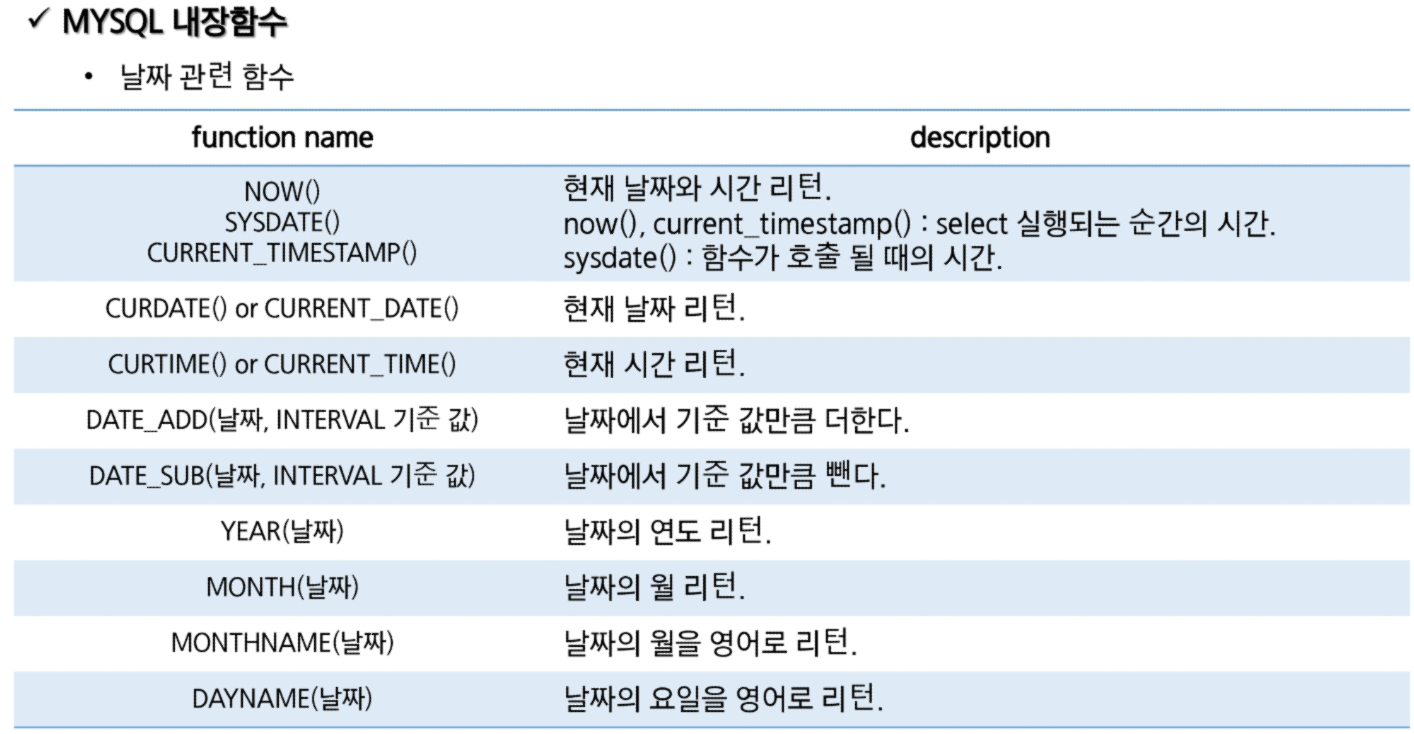 ✓ MYSQL 내장함수
• 날짜 관련 함수
function name description
NOW()
SYSDATE()
CURRENT_TIMESTAMP()
현재 날짜와 시간 리턴.
now(), current_timestamp() : select 실행되는 순간의 시간.
sysdate() : 함수가 호출 될 때의 시간.
CURDATE() or CURRENT_DATE() 현재 날짜 리턴.
CURTIME() or CURRENT_TIME() 현재 시간 리턴.
DATE_ADD(날짜, INTERVAL 기준 값) 날짜에서 기준 값만큼 더한다.
DATE_SUB(날짜, INTERVAL 기준 값) 날짜에서 기준 값만큼 뺀다.
YEAR(날짜) 날짜의 연도 리턴.
MONTH(날짜) 날짜의 월 리턴.
MONTHNAME(날짜) 날짜의 월을 영어로 리턴.
DAYNAME(날짜) 날짜의 요일을 영어로 리턴.